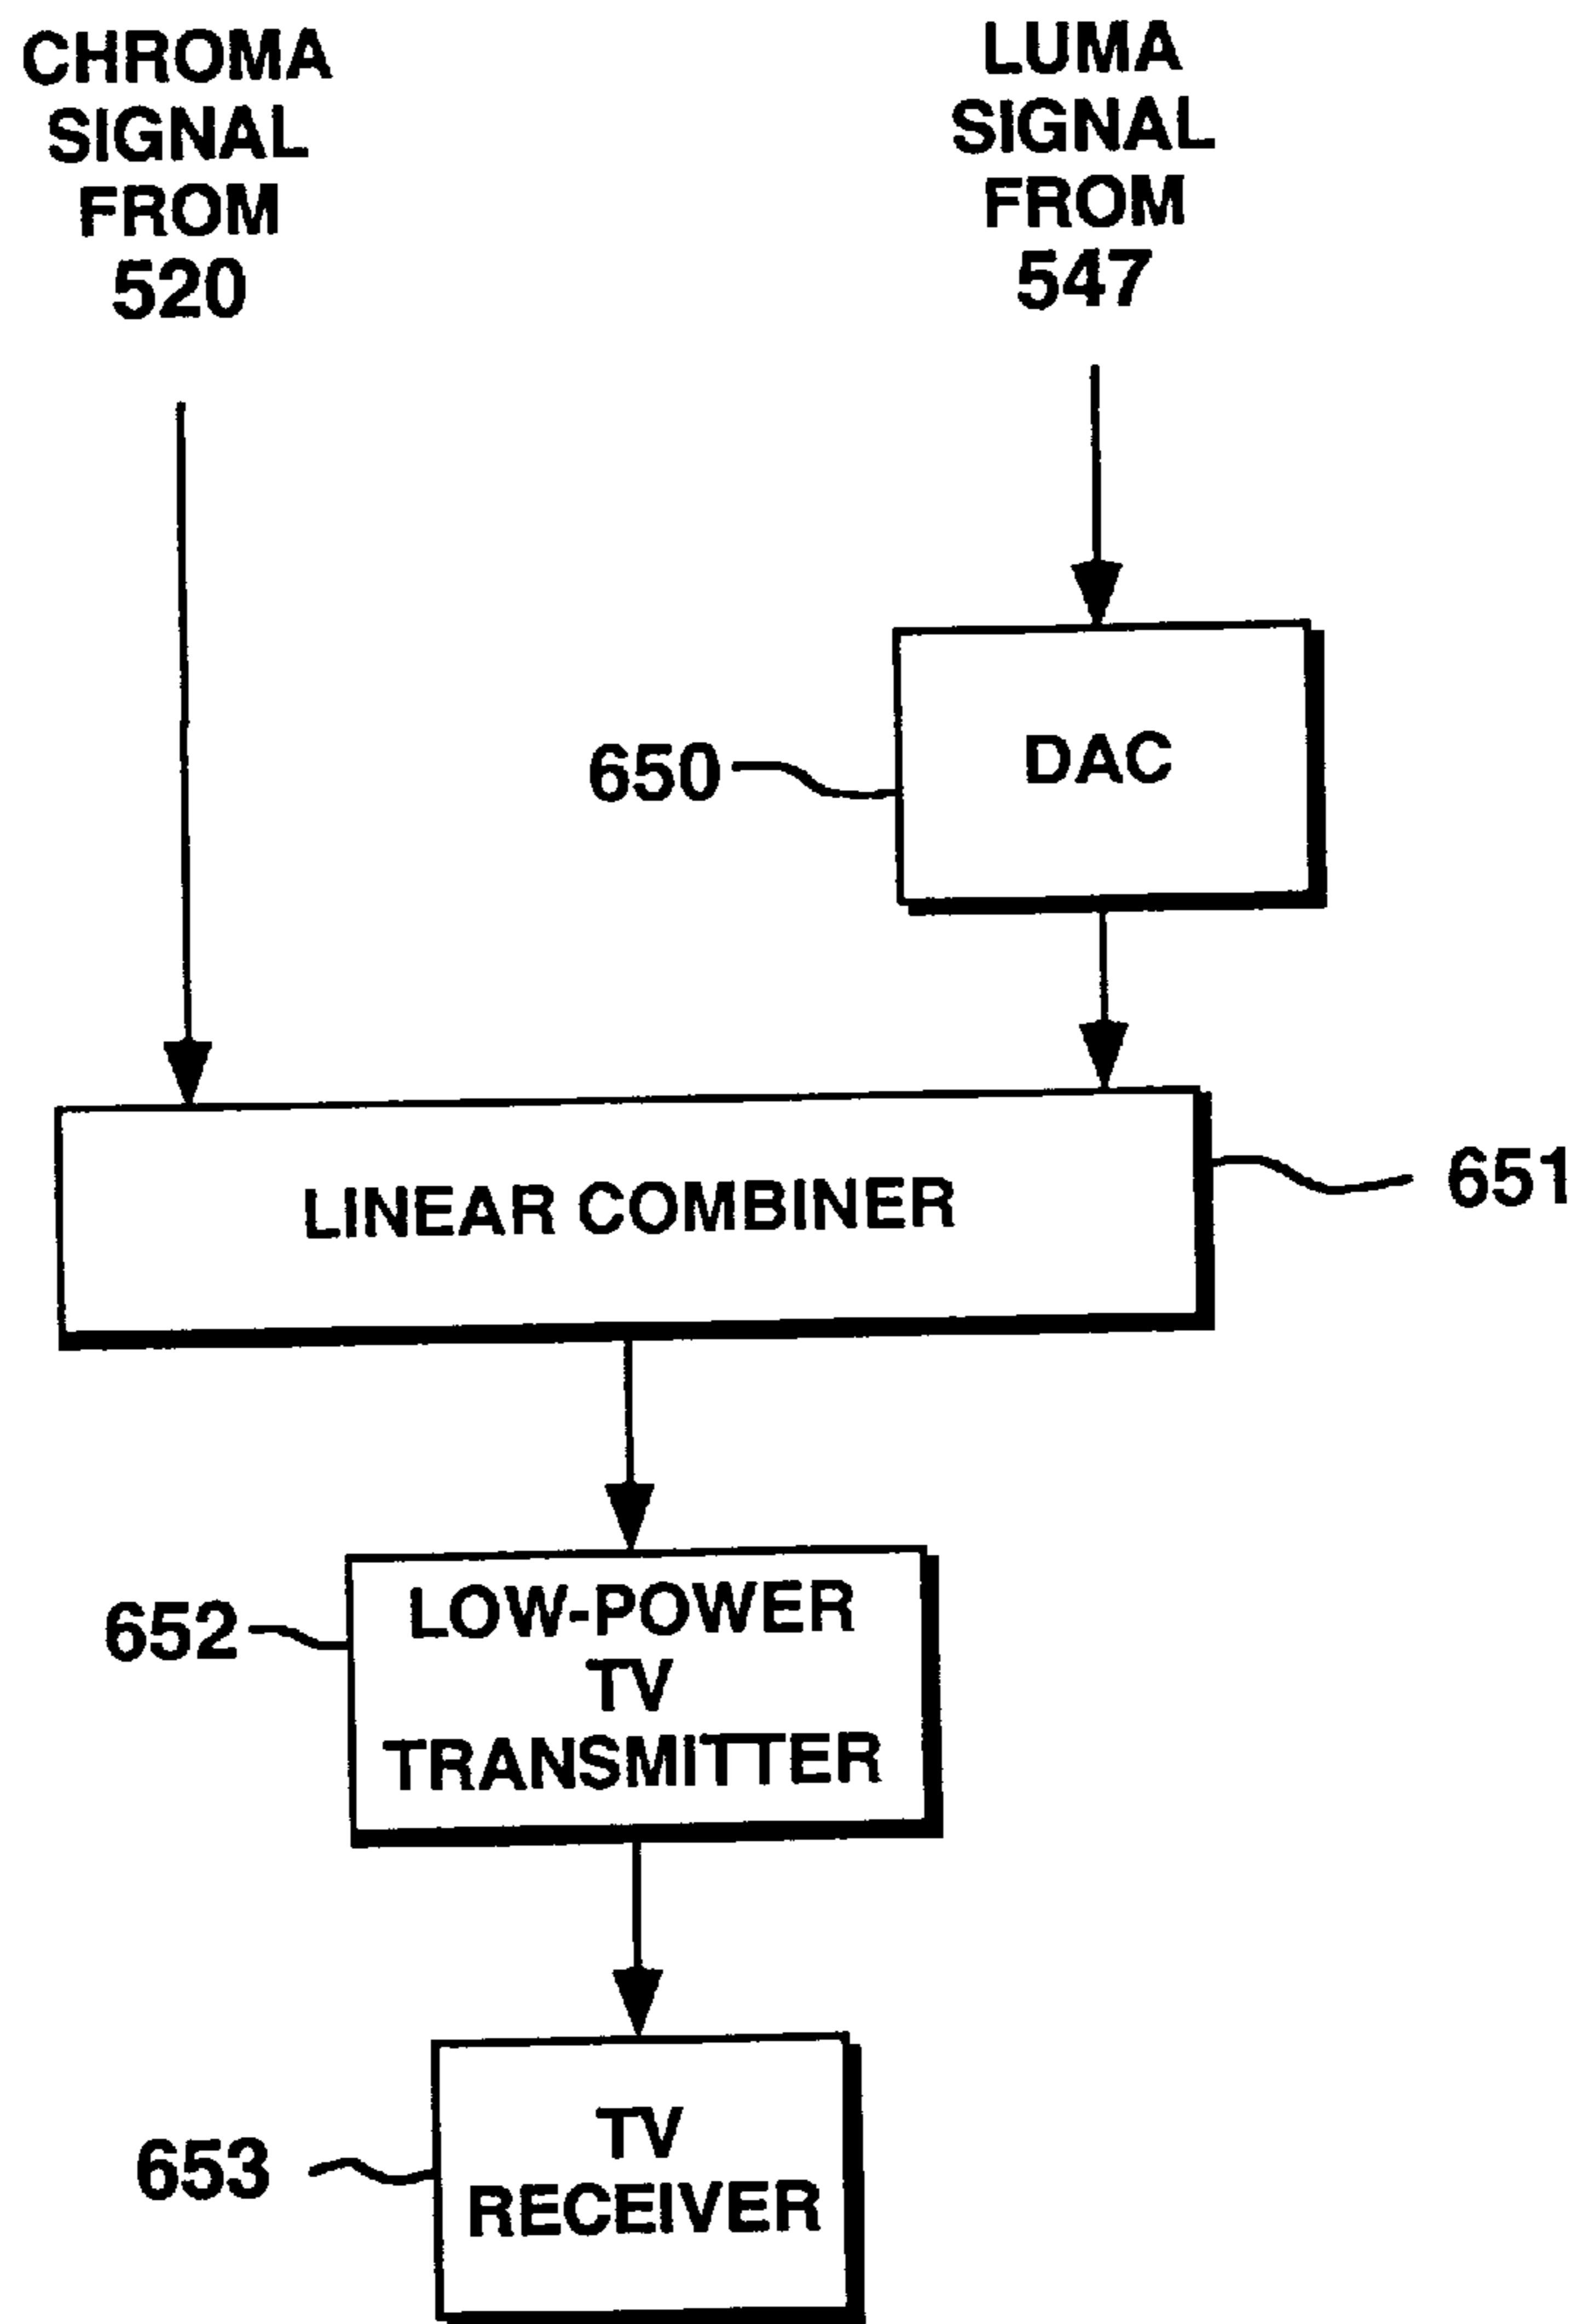 CHROMA
SIGNAL
FROM
520
LUMA
SIGNAL
FROM
547
650
DAC
LINEAR COMBINER
651
652
LOW-POWER
TV
TRANSMITTER
653
TV
RECEIVER